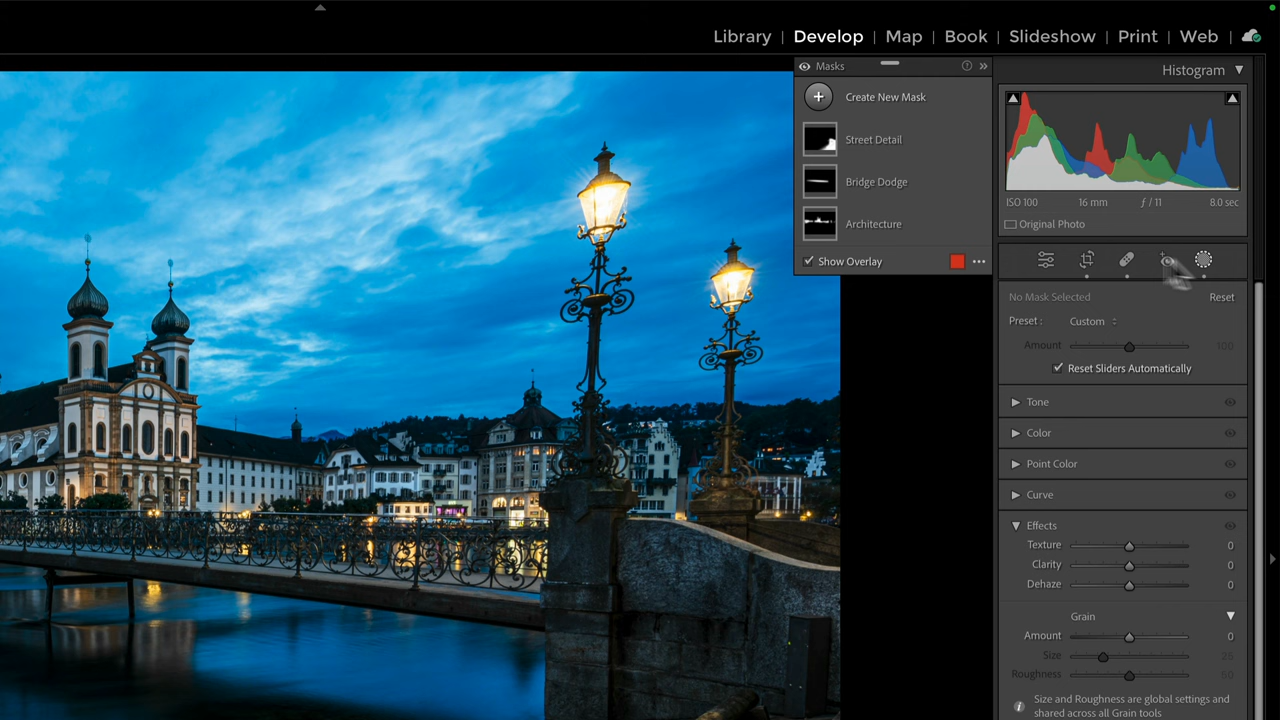 Library | Develop | Map | Book | Slideshow | Print | Web |
Masks
Create New Mask
Street Detail
Bridge Dodge
Architecture
Show Overlay
Histogram
ISO 100 16 mm ƒ / 11 8.0 sec
Original Photo
No Mask Selected Reset
Preset : Custom
Amount 100
Reset Sliders Automatically
Tone
Color
Point Color
Curve
Effects
Texture 0
Clarity 0
Dehaze 0
Grain
Amount 0
Size 25
Roughness 50
Size and Roughness are global settings and
shared across all Grain tools